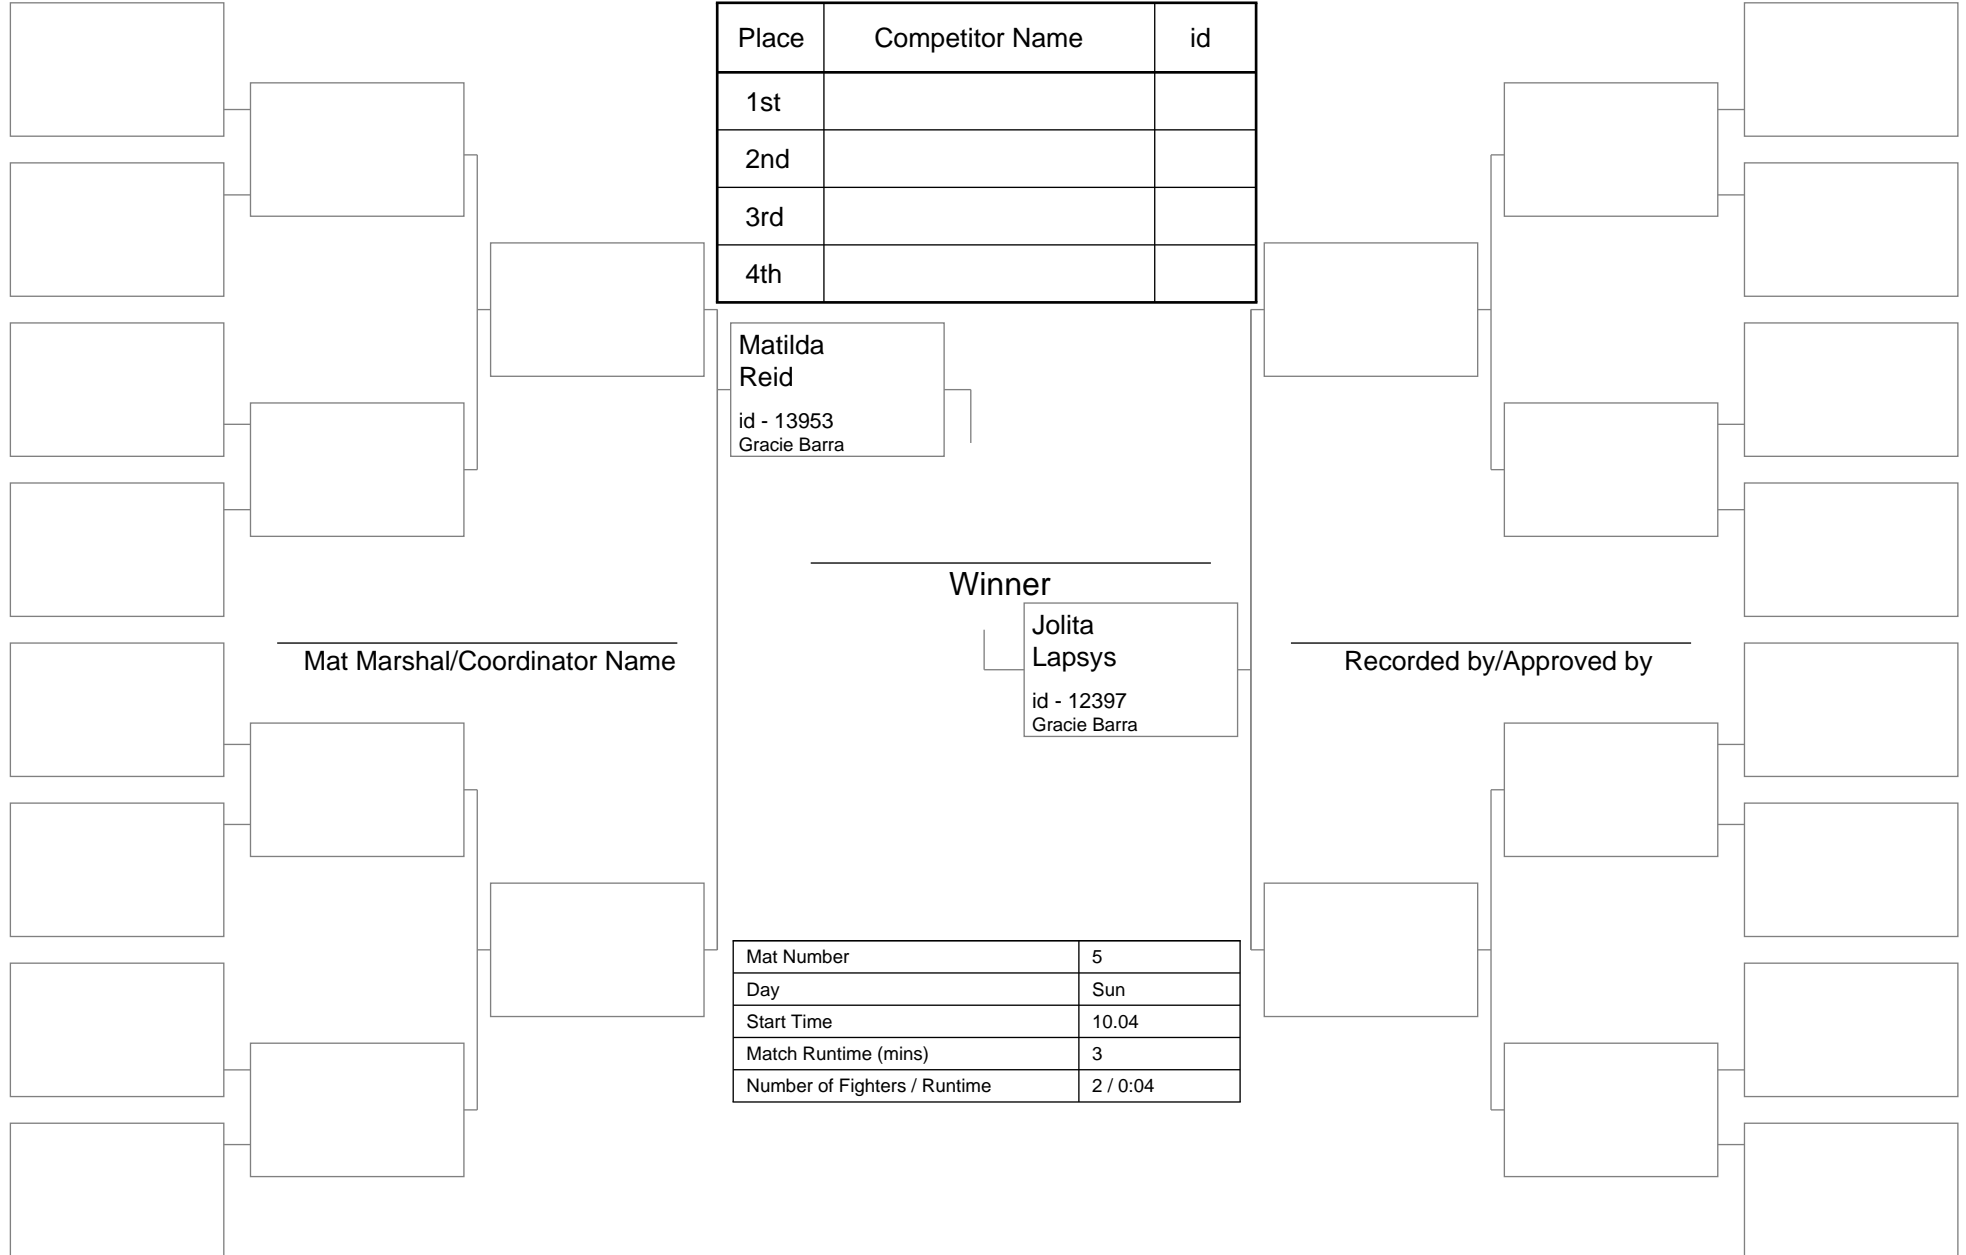 Place Competitor Name id
1st
2nd
3rd
4th
Matilda
Reid
id - 13953
Gracie Barra
Winner
Jolita
Lapsys
id - 12397
Gracie Barra
Mat Marshal/Coordinator Name
Recorded by/Approved by
Mat Number 5
Day Sun
Start Time 10.04
Match Runtime (mins) 3
Number of Fighters / Runtime 2 / 0:04